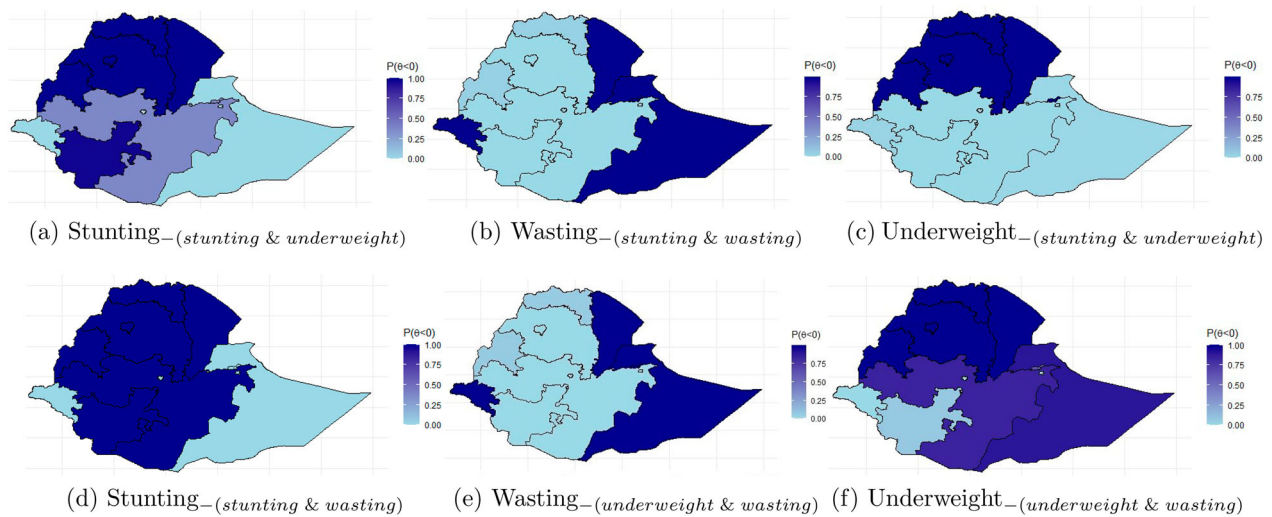 P(θ<0)
1.00
0.75
0.50
0.25
0.00
P(θ<0)
0.75
0.50
0.25
0.00
P(θ<0)
0.75
0.50
0.25
0.00
(a) Stunting−(stunting & underweight)
(b) Wasting−(stunting & wasting)
(c) Underweight−(stunting & underweight)
P(θ<0)
1.00
0.75
0.50
0.25
0.00
P(θ<0)
0.75
0.50
0.25
0.00
P(θ<0)
1.00
0.75
0.50
0.25
0.00
(d) Stunting−(stunting & wasting)
(e) Wasting−(underweight & wasting)
(f) Underweight−(underweight & wasting)